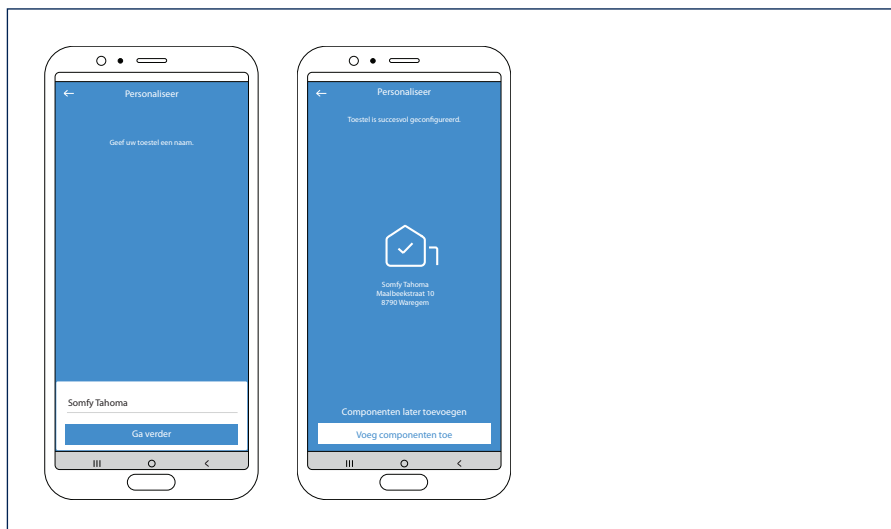 Personaliseer
Geef uw toestel een naam.
Somfy Tahoma
Ga verder
Personaliseer
Toestel is succesvol geconfigureerd.
Somfy Tahoma
Maalbeekstraat 10
8790 Waregem
Componenten later toevoegen
Voeg componenten toe